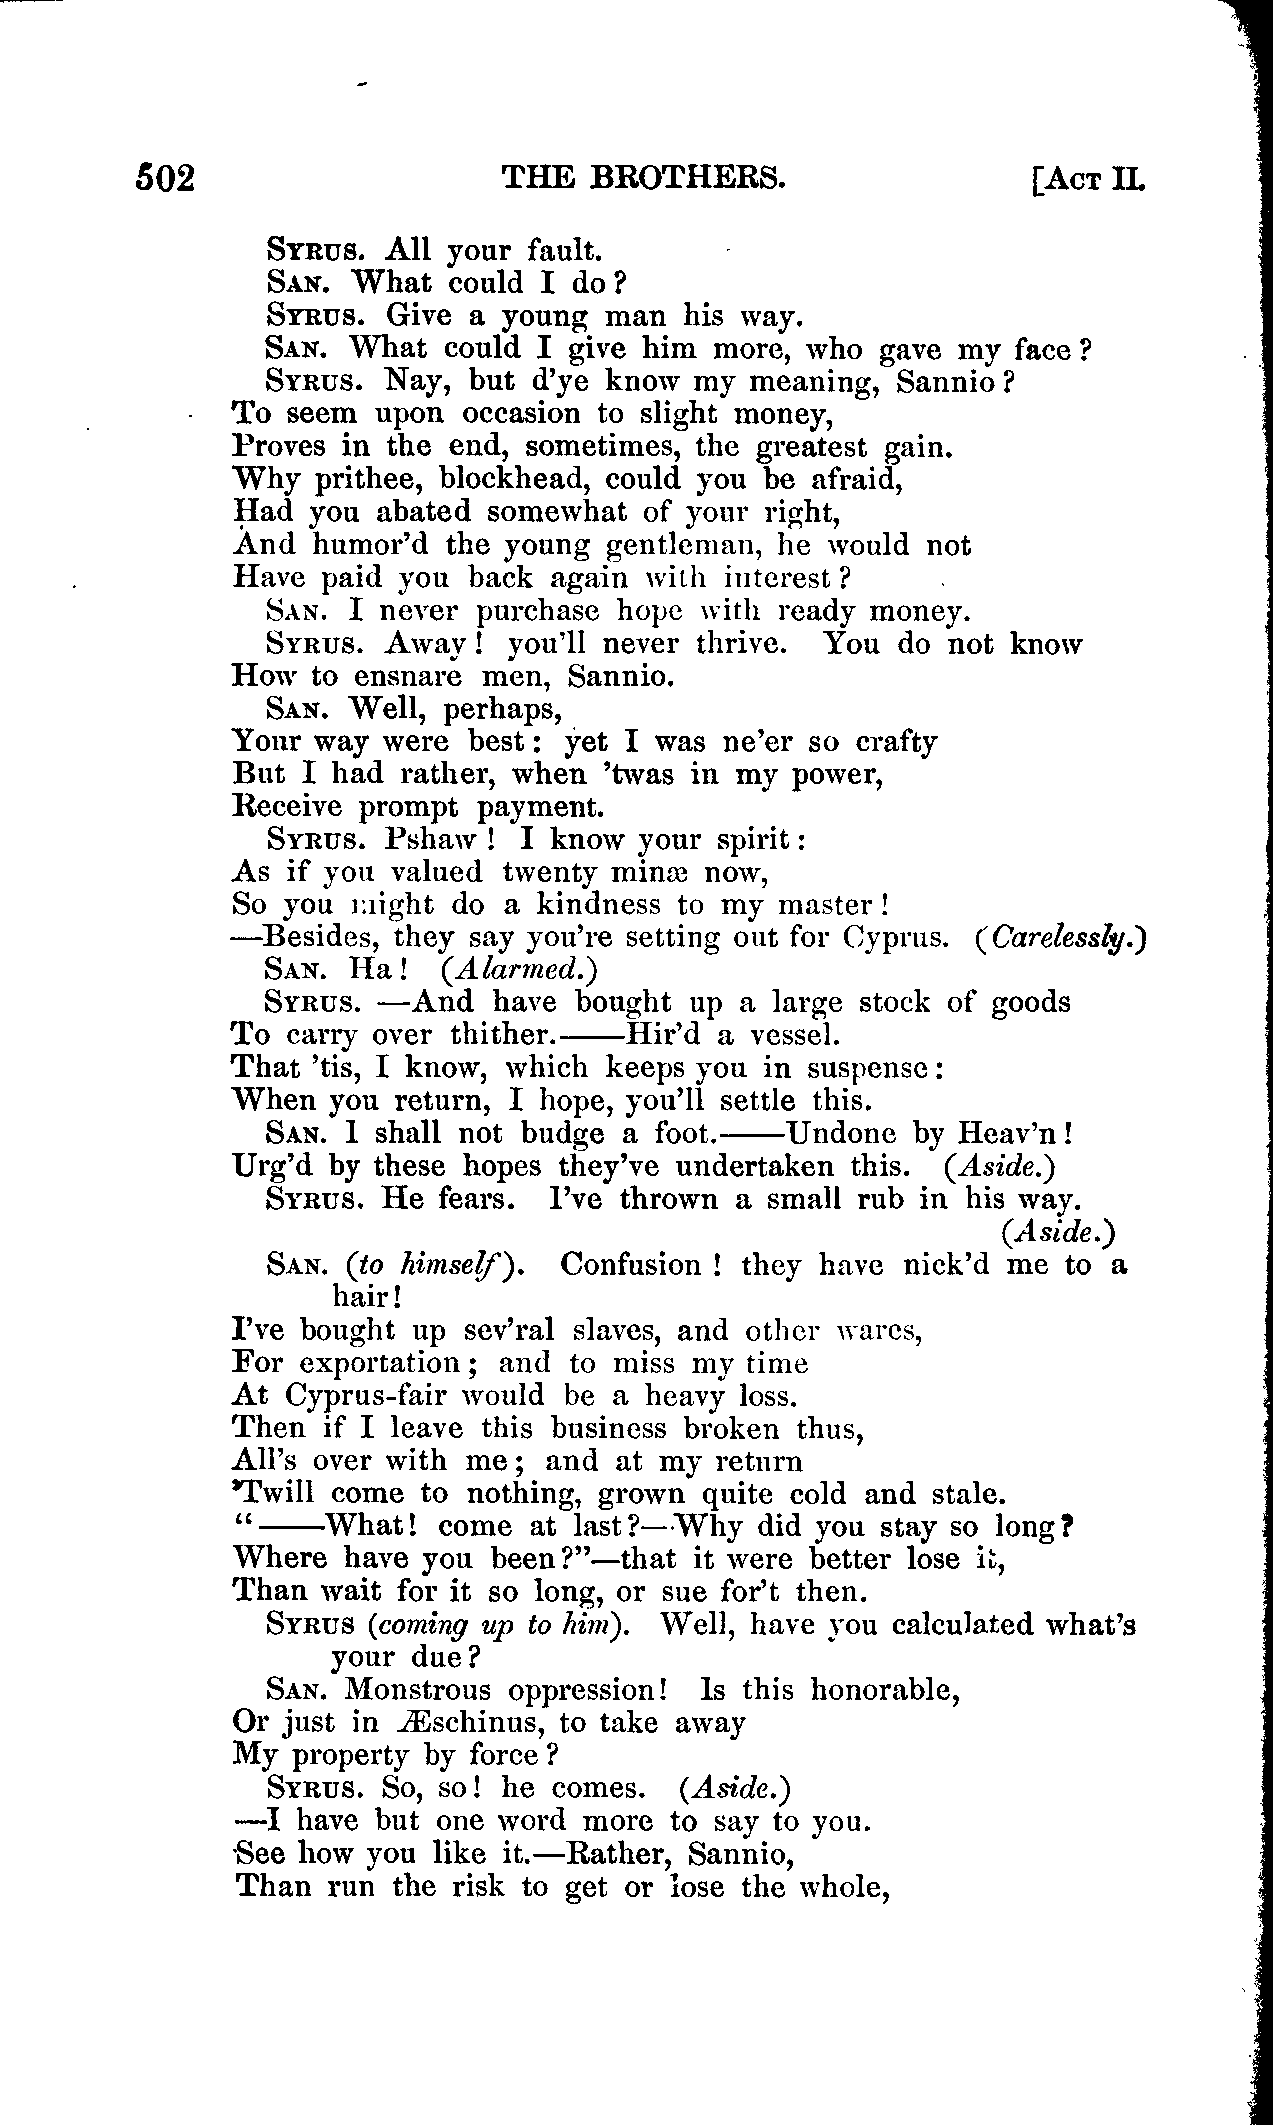 502 THE BROTHERS. [ACT II.
SYRUS. All your fault.
SAN. What could I do?
SYRUS. Give a young man his way.
SAN. What could I give him more, who gave my face?
SYRUS. Nay, but d'ye know my meaning, Sannio?
To seem upon occasion to slight money,
Proves in the end, sometimes, the greatest gain.
Why prithee, blockhead, could you be afraid,
Had you abated somewhat of your right,
And humor'd the young gentleman, he would not
Have paid you back again with interest?
SAN. I never purchase hope with ready money.
SYRUS. Away! you'll never thrive. You do not know
How to ensnare men, Sannio.
SAN. Well, perhaps,
Your way were best: yet I was ne'er so crafty
But I had rather, when 'twas in my power,
Receive prompt payment.
SYRUS. Pshaw! I know your spirit:
As if you valued twenty minæ now,
So you might do a kindness to my master!
—Besides, they say you're setting out for Cyprus. (Carelessly.)
SAN. Ha! (Alarmed.)
SYRUS. —And have bought up a large stock of goods
To carry over thither.——Hir'd a vessel.
That 'tis, I know, which keeps you in suspense:
When you return, I hope, you'll settle this.
SAN. I shall not budge a foot.——Undone by Heav'n!
Urg'd by these hopes they've undertaken this. (Aside.)
SYRUS. He fears. I've thrown a small rub in his way.
(Aside.)
SAN. (to himself). Confusion! they have nick'd me to a
hair!
I've bought up sev'ral slaves, and other wares,
For exportation; and to miss my time
At Cyprus-fair would be a heavy loss.
Then if I leave this business broken thus,
All's over with me; and at my return
'Twill come to nothing, grown quite cold and stale.
"——What! come at last?—Why did you stay so long?
Where have you been?"—that it were better lose it,
Than wait for it so long, or sue for't then.
SYRUS (coming up to him). Well, have you calculated what's
your due?
SAN. Monstrous oppression! Is this honorable,
Or just in Æschinus, to take away
My property by force?
SYRUS. So, so! he comes. (Aside.)
—I have but one word more to say to you.
See how you like it.—Rather, Sannio,
Than run the risk to get or lose the whole,